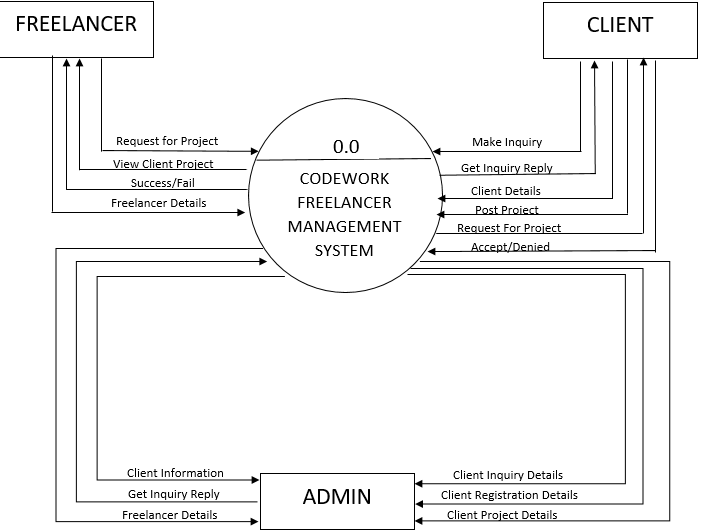 FREELANCER
CLIENT
Request for Project
View Client Project
Success/Fail
Freelancer Details
0.0
CODEWORK
FREELANCER
MANAGEMENT
SYSTEM
Make Inquiry
Get Inquiry Reply
Client Details
Post Project
Request For Project
Accept/Denied
Client Information
Get Inquiry Reply
Freelancer Details
ADMIN
Client Inquiry Details
Client Registration Details
Client Project Details